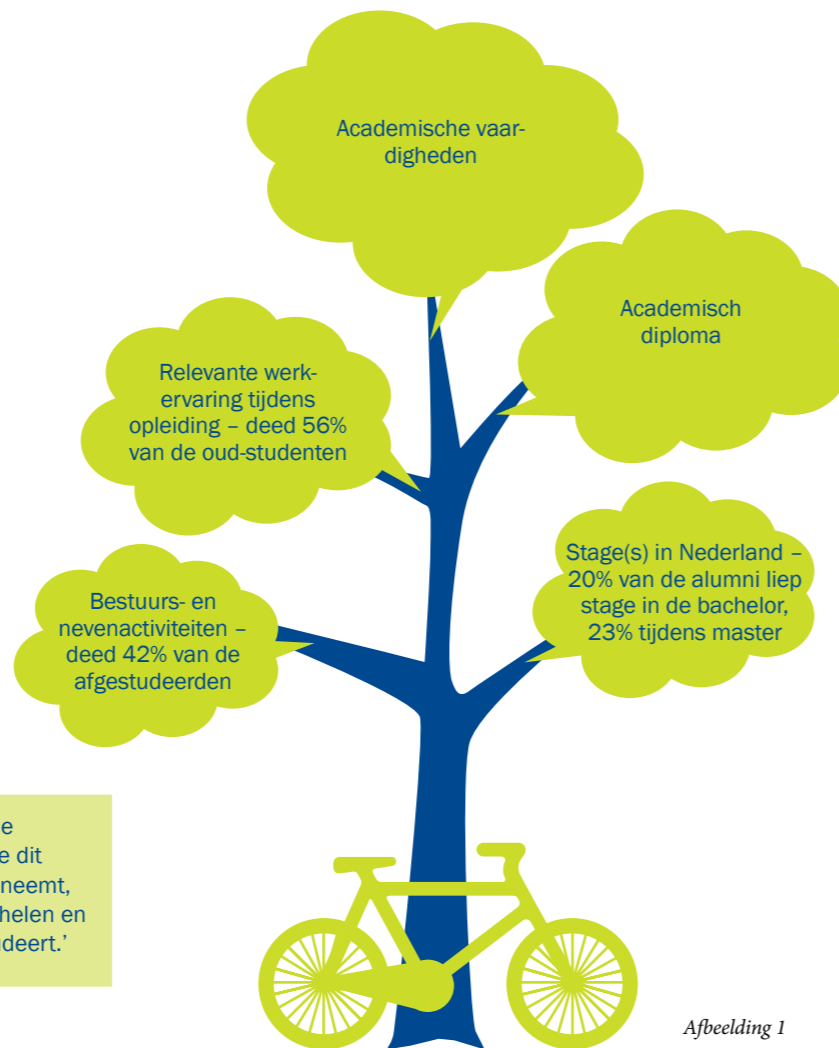 Academische vaar-
digheden
Academisch
diploma
Relevante werk-
ervaring tijdens
opleiding – deed 56%
van de oud-studenten
Stage(s) in Nederland –
20% van de alumni liep
stage in de bachelor,
23% tijdens master
Bestuurs- en
nevenactiviteiten –
deed 42% van de
afgestudeerden
e
e dit
neemt,
helen en
deert.’
Afbeelding 1